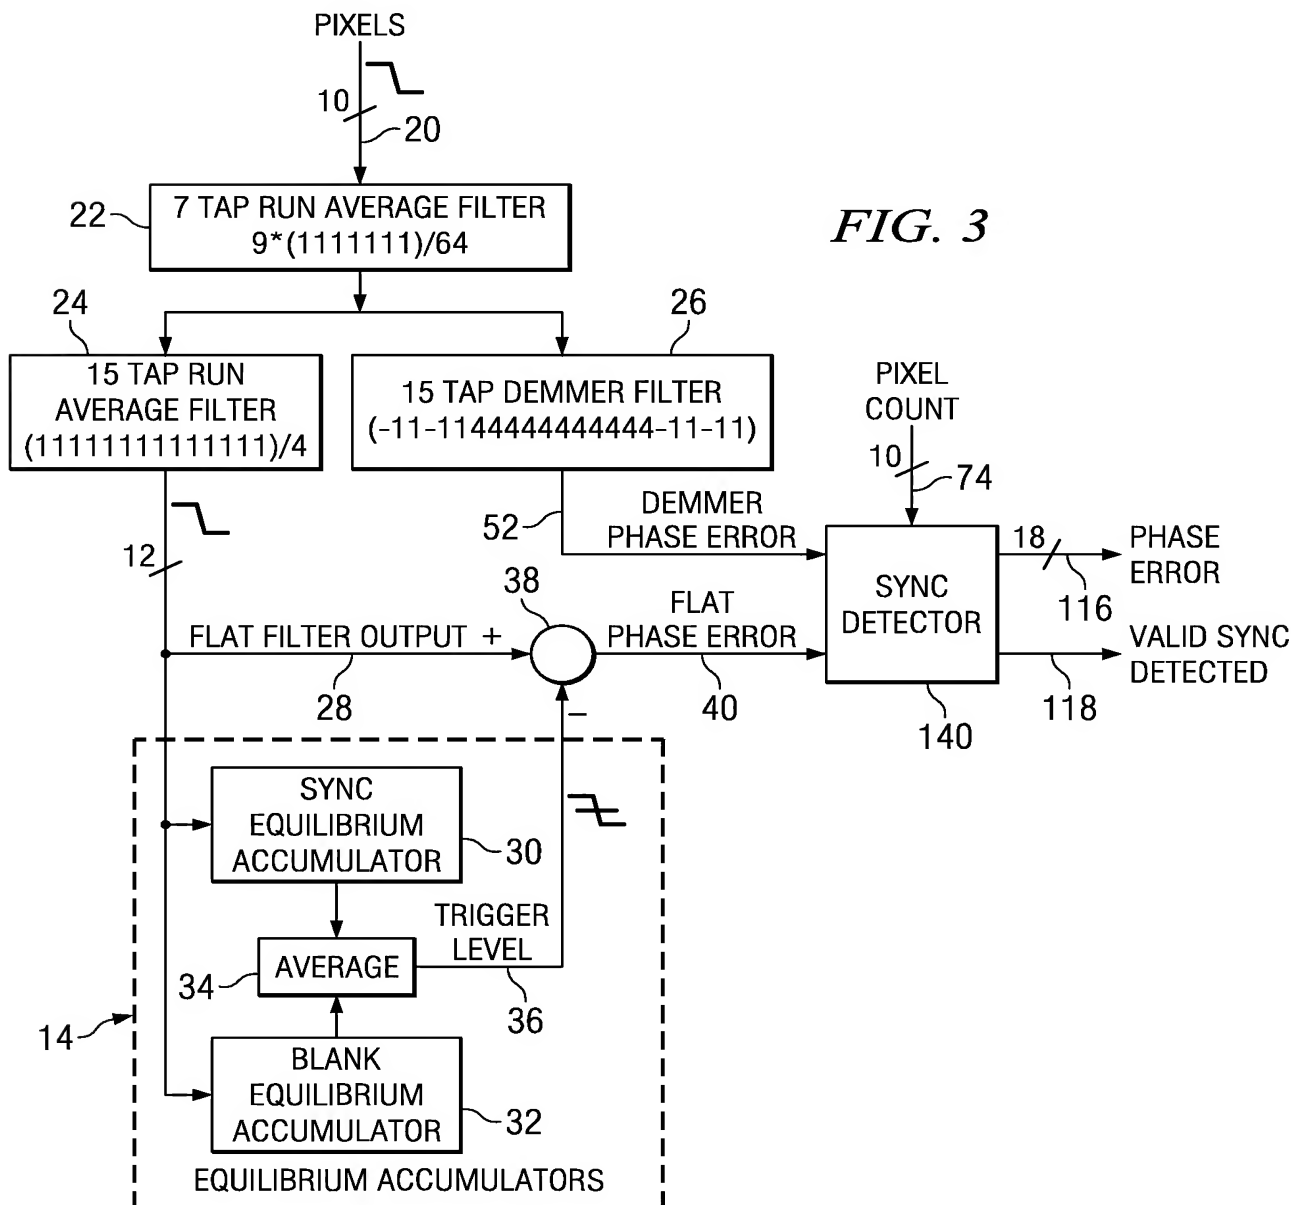 PIXELS
10
20
22
7 TAP RUN AVERAGE FILTER
9*(1111111)/64
FIG. 3
24
15 TAP RUN
AVERAGE FILTER
(111111111111111)/4
26
15 TAP DEMMER FILTER
(-11-1144444444444-11-11)
PIXEL
COUNT
10
74
12
52
DEMMER
PHASE ERROR
SYNC
DETECTOR
140
18
116
PHASE
ERROR
FLAT FILTER OUTPUT +
28
38
–
FLAT
PHASE ERROR
40
118
VALID SYNC
DETECTED
SYNC
EQUILIBRIUM
ACCUMULATOR
30
34
AVERAGE
TRIGGER
LEVEL
36
14
BLANK
EQUILIBRIUM
ACCUMULATOR
32
EQUILIBRIUM ACCUMULATORS